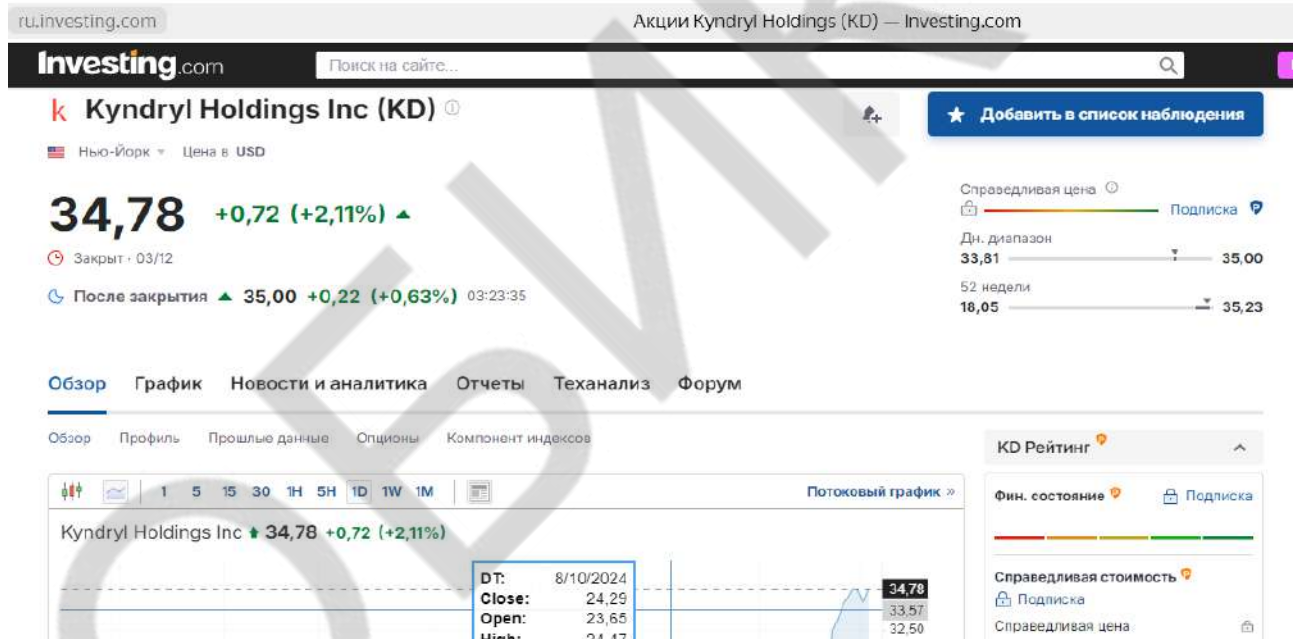 ru.investing.com
Акции Kyndryl Holdings (KD) — Investing.com
Investing.com
Поиск на сайте...
k Kyndryl Holdings Inc (KD)
Добавить в список наблюдения
Нью-Йорк Цена в USD
34,78 +0,72 (+2,11%)
Закрыт · 03/12
После закрытия 35,00 +0,22 (+0,63%) 03:23:35
Справедливая цена
Подписка
Дн. диапазон
33,81 35,00
52 недели
18,05 35,23
Обзор График Новости и аналитика Отчеты Теханализ Форум
Обзор Профиль Прошлые данные Опционы Компонент индексов
1 5 15 30 1H 5H 1D 1W 1M
Потоковый график »
Kyndryl Holdings Inc 34,78 +0,72 (+2,11%)
DT: 8/10/2024
Close: 24,29
Open: 23,65
High: 24,47
34,78
33,57
32,50
KD Рейтинг
Фин. состояние Подписка
Справедливая стоимость
Подписка
Справедливая цена